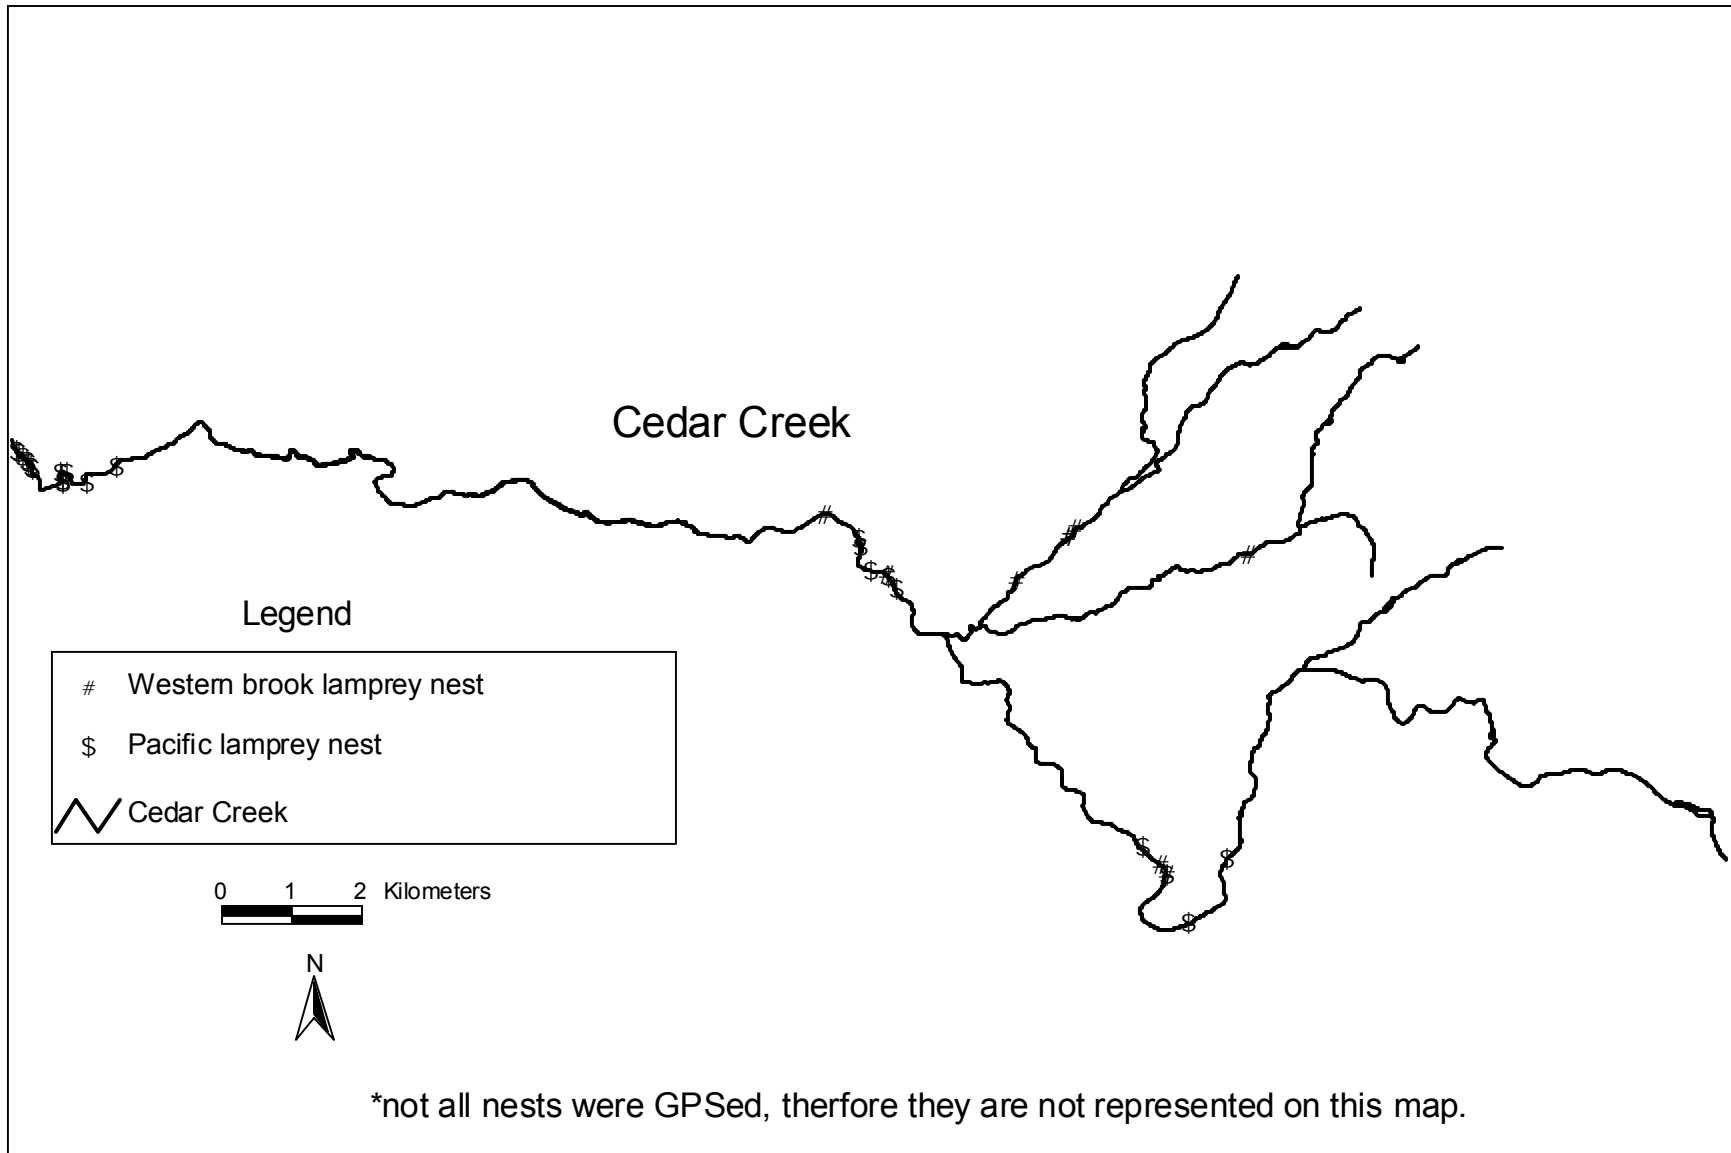 Cedar Creek
Legend
# Western brook lamprey nest
$ Pacific lamprey nest
Cedar Creek
0 1 2 Kilometers
N
*not all nests were GPSed, therfore they are not represented on this map.